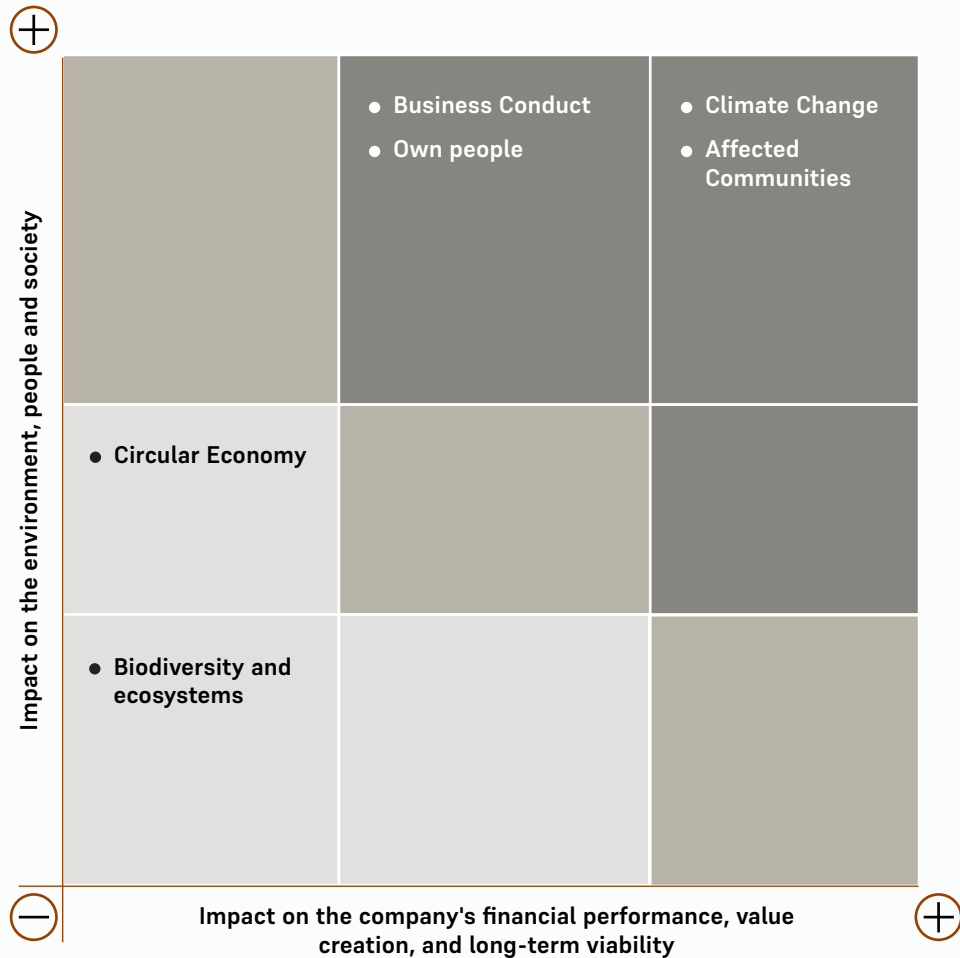 Impact on the environment, people and society
Business Conduct
Own people
Climate Change
Affected
Communities
Circular Economy
Biodiversity and
ecosystems
Impact on the company's financial performance, value
creation, and long-term viability